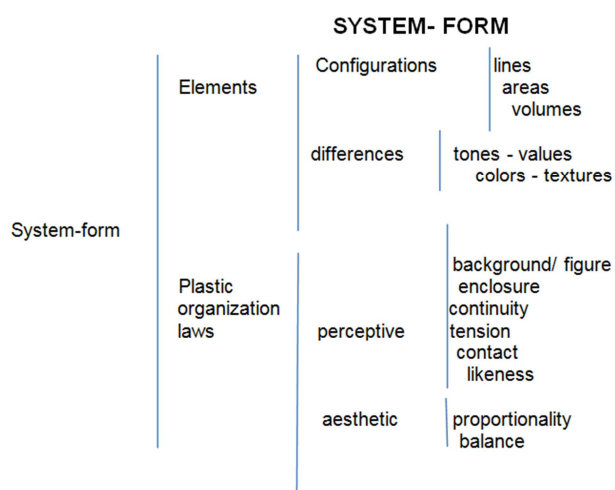 SYSTEM- FORM
System-form
Elements
Configurations
lines
areas
volumes
differences
tones - values
colors - textures
Plastic
organization
laws
perceptive
background/ figure
enclosure
continuity
tension
contact
likeness
aesthetic
proportionality
balance